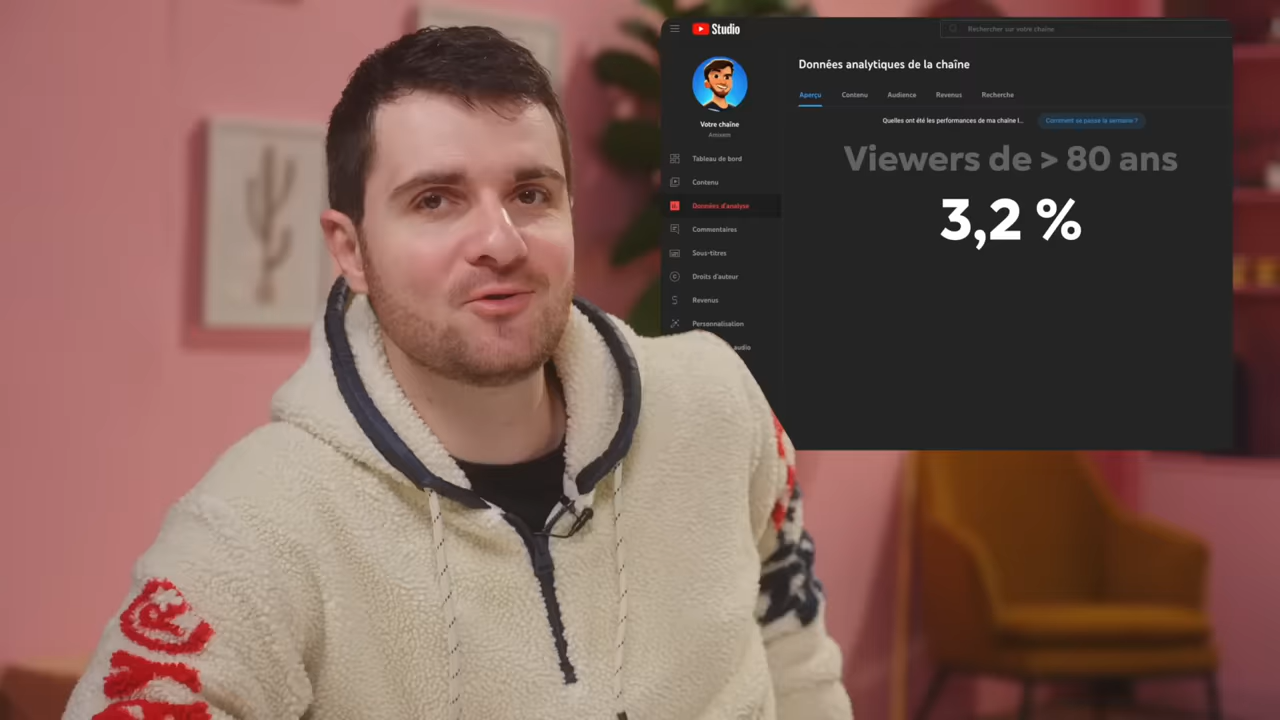 Studio
Rechercher sur votre chaîne
Données analytiques de la chaîne
Aperçu
Contenu
Audience
Revenus
Recherche
Quelles ont été les performances de ma chaîne l...
Comment se passe la semaine ?
Viewers de > 80 ans
3,2 %
Votre chaîne
Amixem
Tableau de bord
Contenu
Données d'analyse
Commentaires
Sous-titres
Droits d'auteur
Revenus
Personnalisation
audio